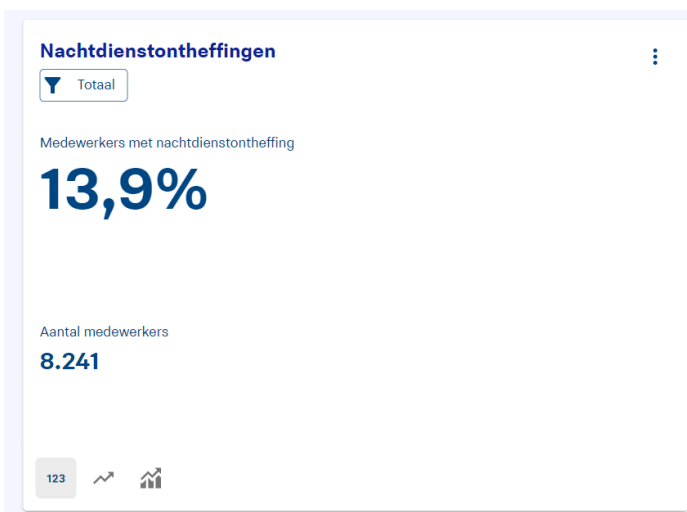 Nachtdienstontheffingen
Totaal
Medewerkers met nachtdienstontheffing
13,9%
Aantal medewerkers
8.241
123